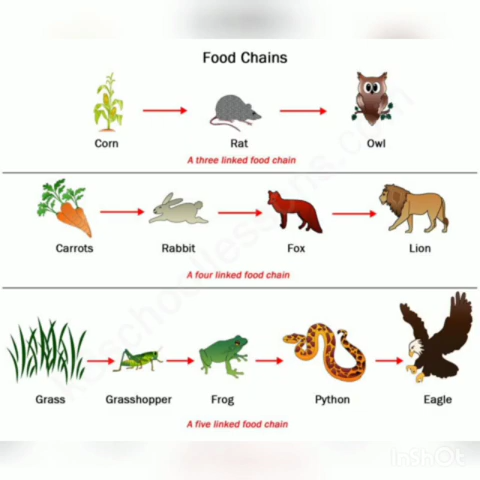 Food Chains
Corn Rat Owl
A three linked food chain
Carrots Rabbit Fox Lion
A four linked food chain
Grass Grasshopper Frog Python Eagle
A five linked food chain
InShOt